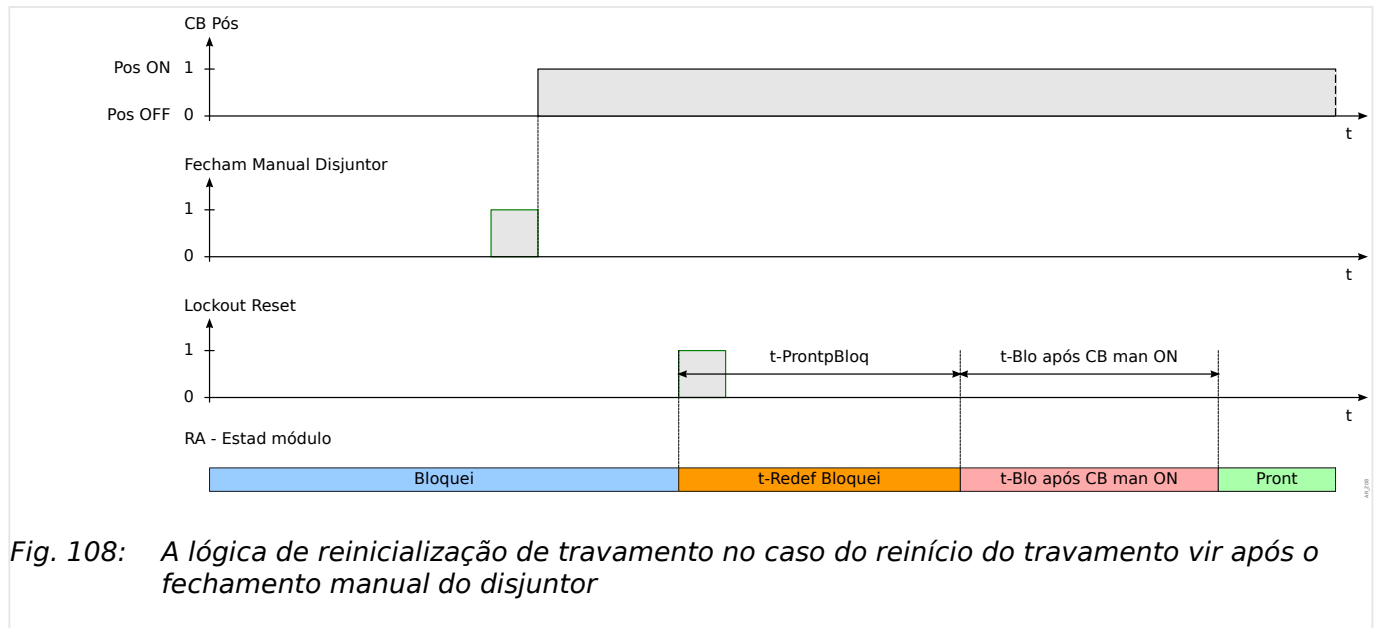 CB Pós
Pos ON 1
Pos OFF 0
t
Fecham Manual Disjuntor
1
0
t
Lockout Reset
1
t-ProntpBloq t-Blo após CB man ON
0
t
RA - Estad módulo
Bloquei t-Redef Bloquei t-Blo após CB man ON Pront
Fig. 108: A lógica de reinicialização de travamento no caso do reinício do travamento vir após o
fechamento manual do disjuntor